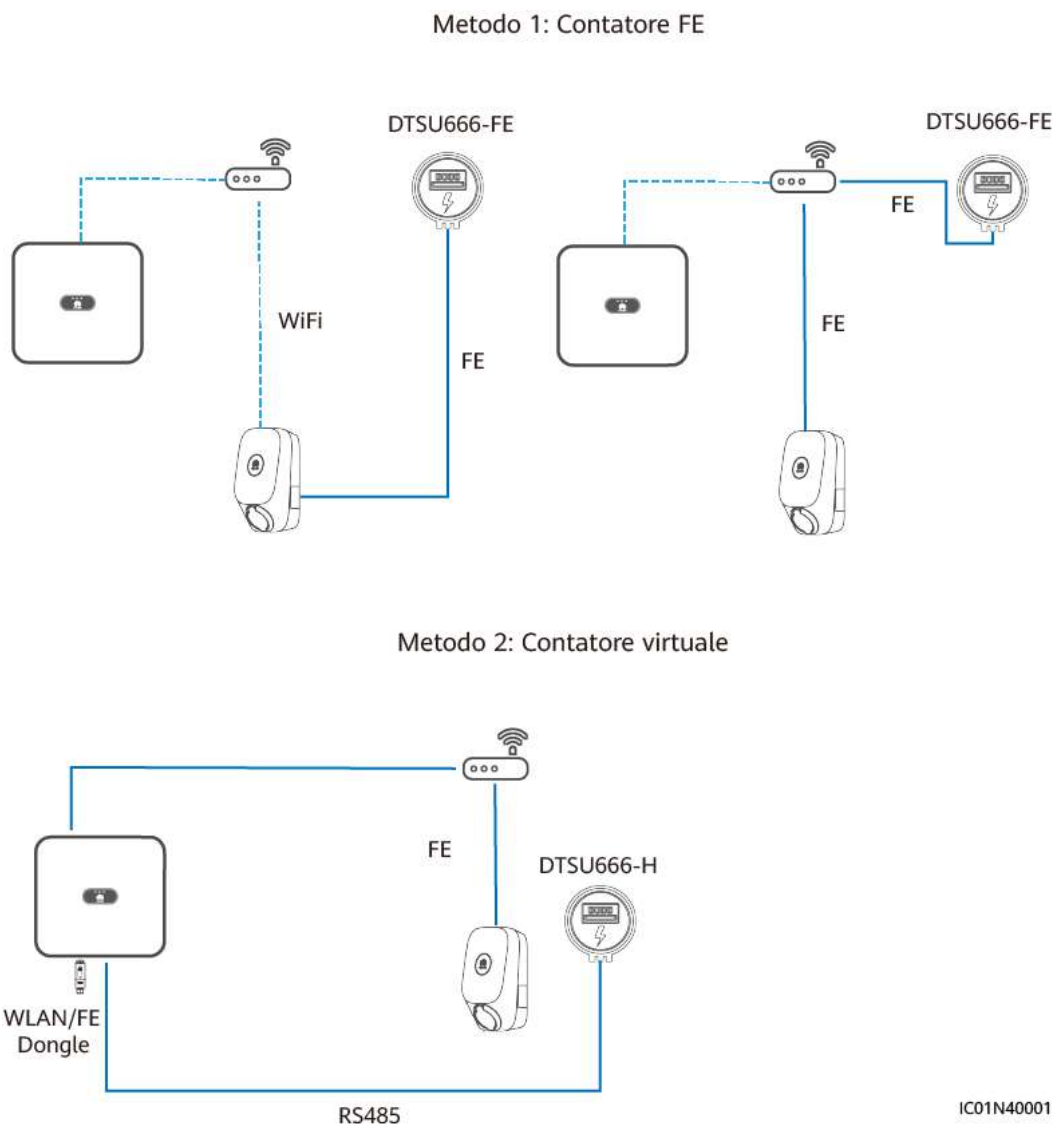 Metodo 1: Contatore FE
DTSU666-FE
WiFi
FE
DTSU666-FE
FE
FE
Metodo 2: Contatore virtuale
FE
DTSU666-H
WLAN/FE
Dongle
RS485
IC01N40001